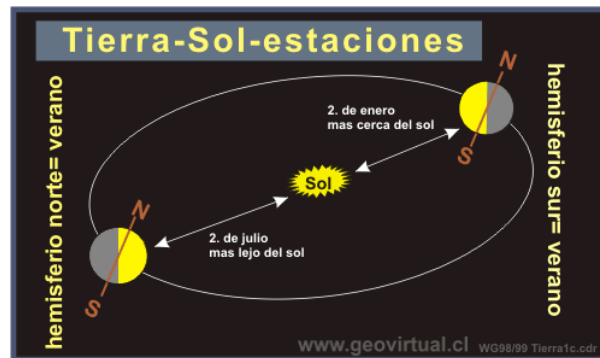 Tierra-Sol-estaciones
hemisferio norte= verano
hemisferio sur= verano
N
S
2. de enero
mas cerca del sol
Sol
N
S
2. de julio
mas lejo del sol
www.geovirtual.cl WG98/99 Tierra1c.cdr